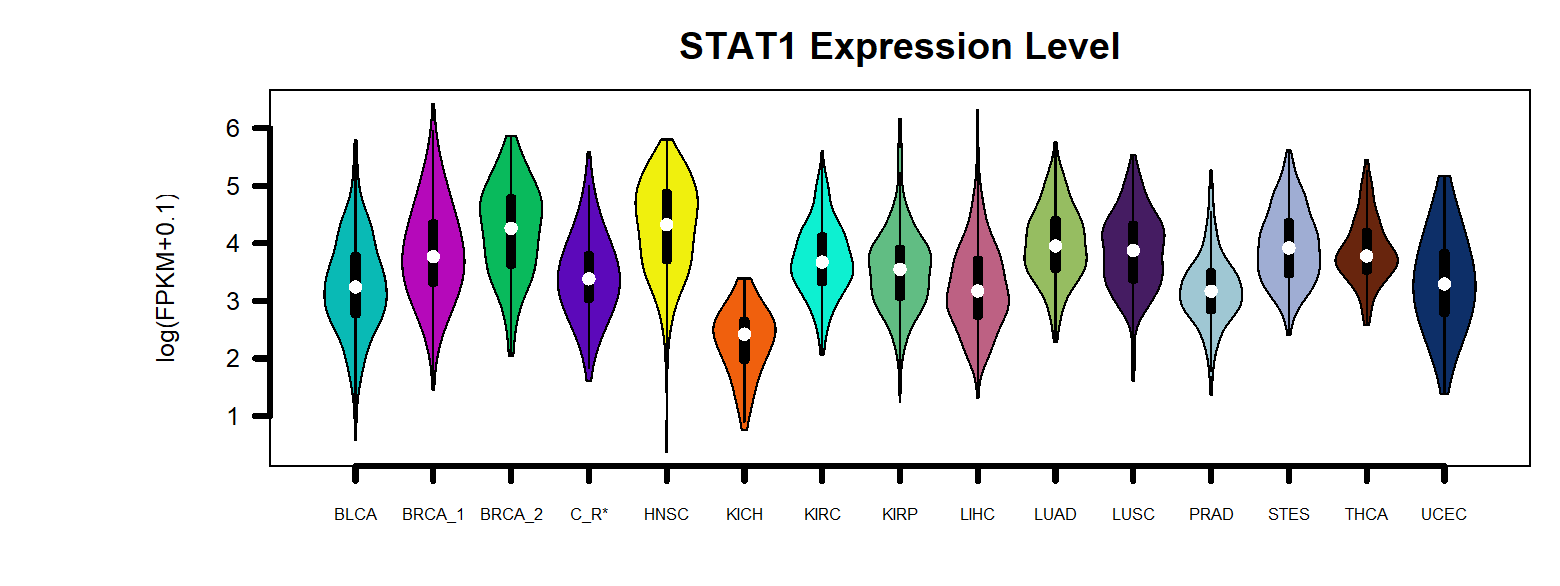 STAT1 Expression Level
log(FPKM+0.1)
6
5
4
3
2
1
BLCA BRCA_1 BRCA_2 C_R* HNSC KICH KIRC KIRP LIHC LUAD LUSC PRAD STES THCA UCEC